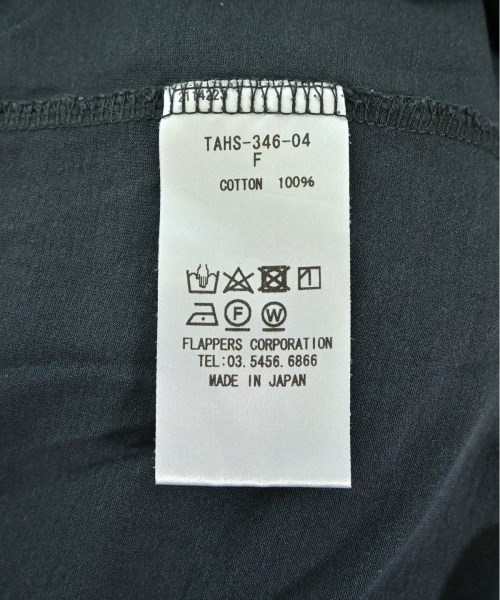 TAHS-346-04
F
COTTON 100%
F W
FLAPPERS CORPORATION
TEL:03.5456.6866
MADE IN JAPAN